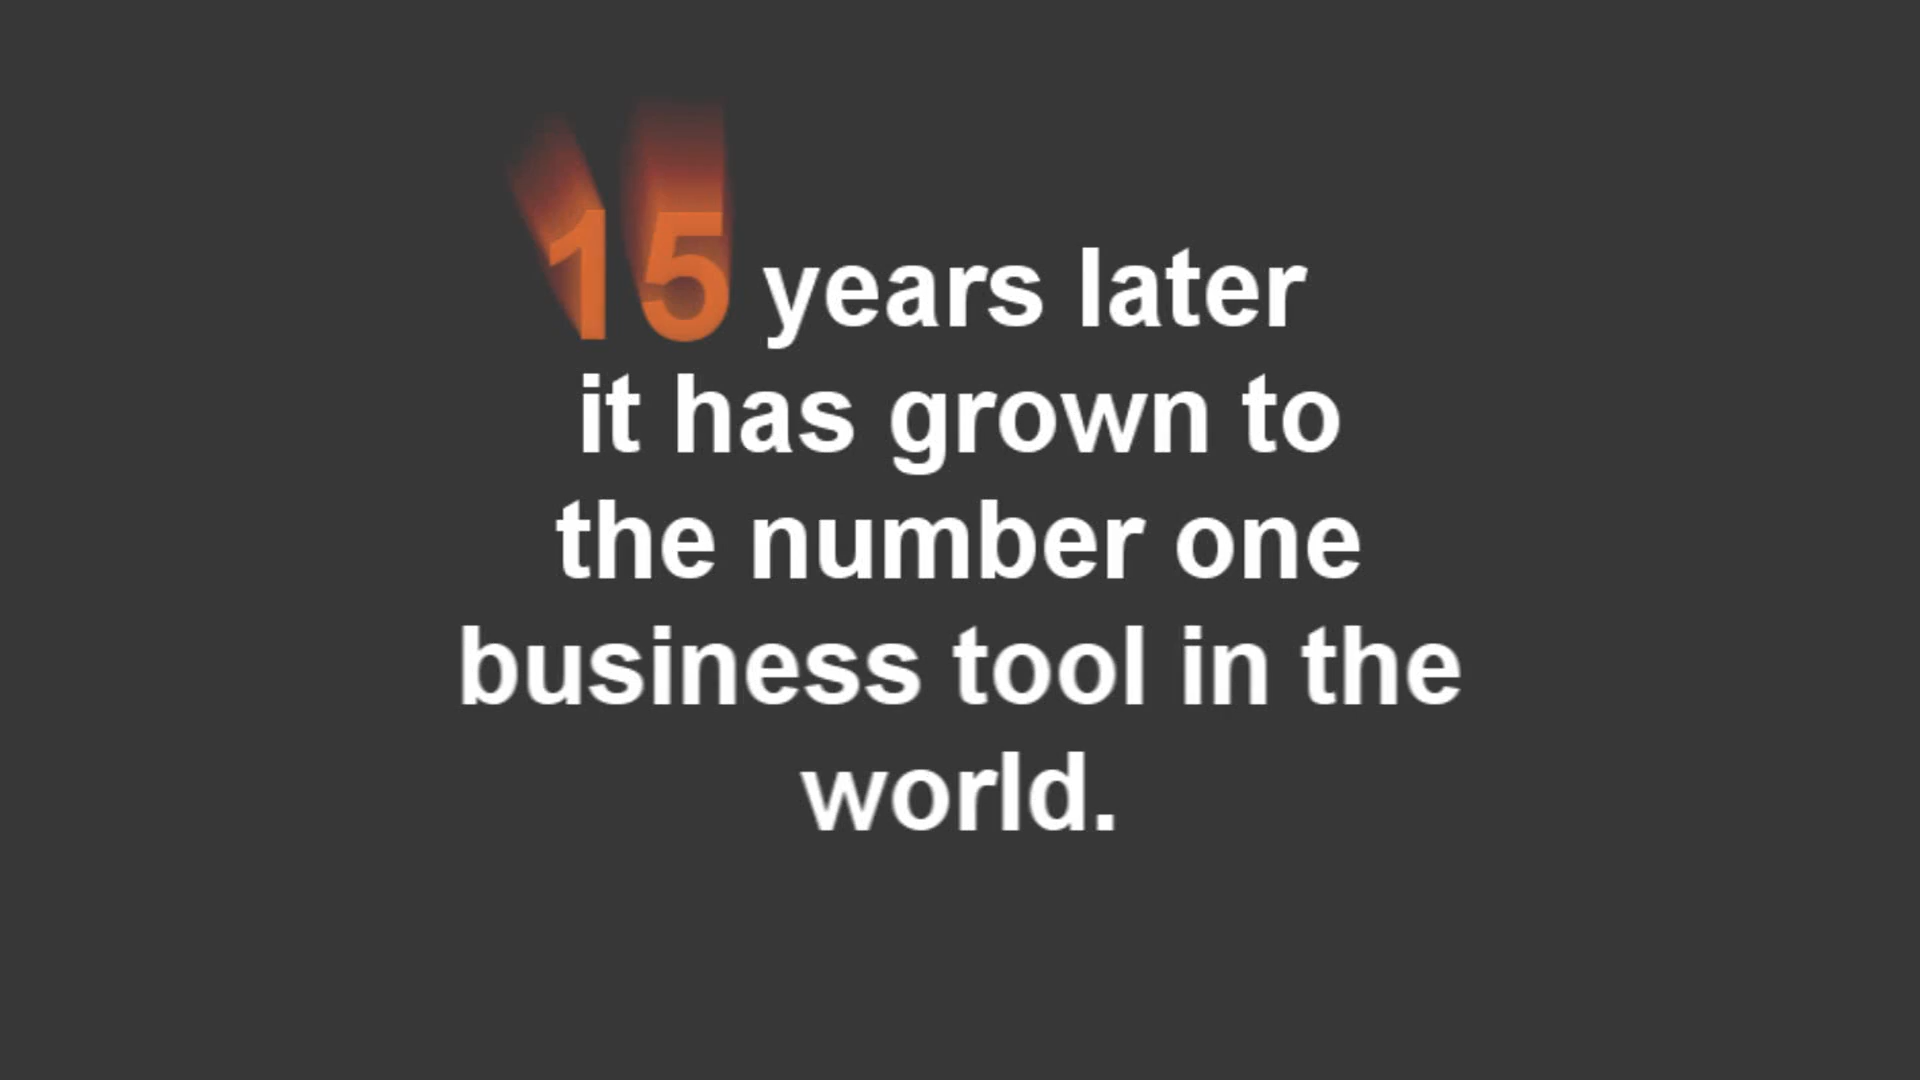 15 years later
it has grown to
the number one
business tool in the
world.